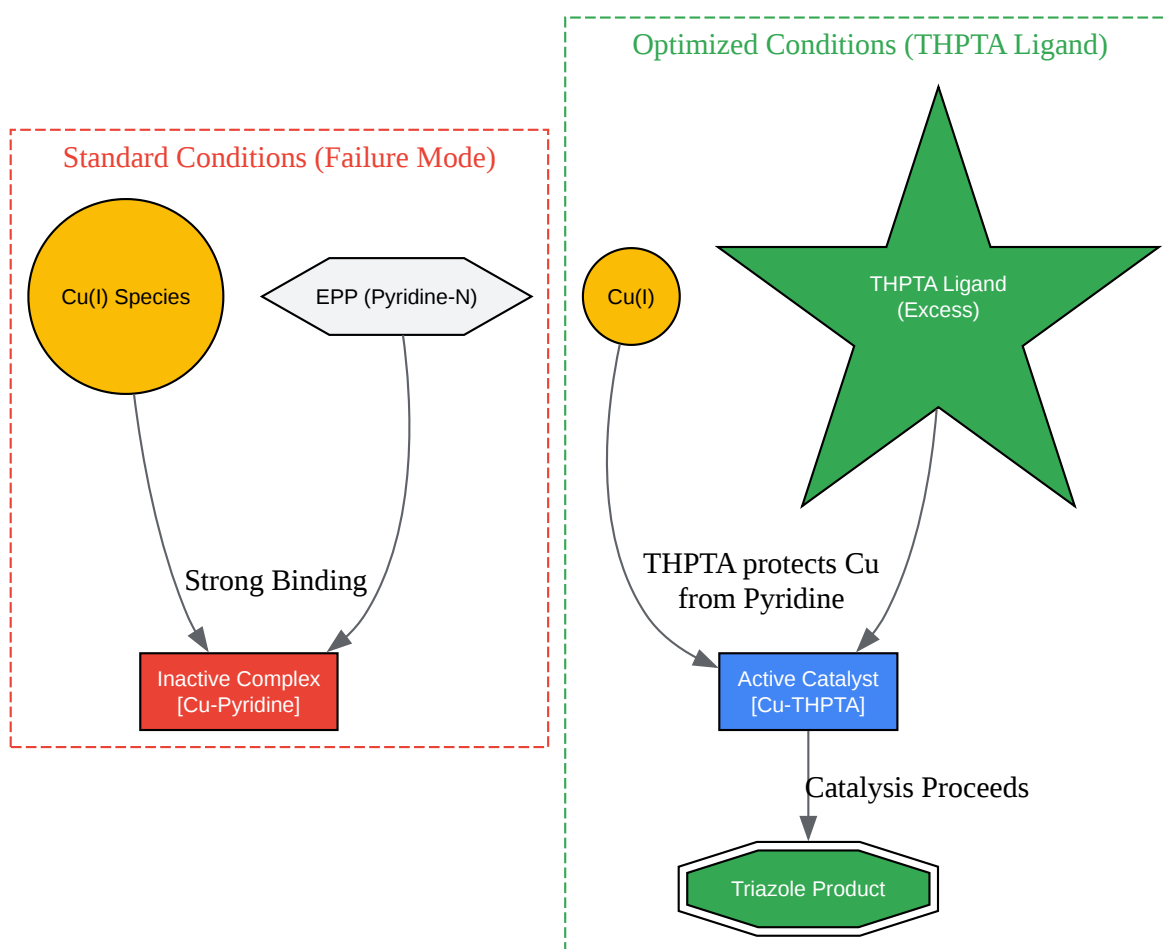 Standard Conditions (Failure Mode)
Cu(I) Species
EPP (Pyridine-N)
Strong Binding
Inactive Complex
[Cu-Pyridine]
Optimized Conditions (THPTA Ligand)
Cu(I)
THPTA Ligand
(Excess)
THPTA protects Cu
from Pyridine
Active Catalyst
[Cu-THPTA]
Catalysis Proceeds
Triazole Product